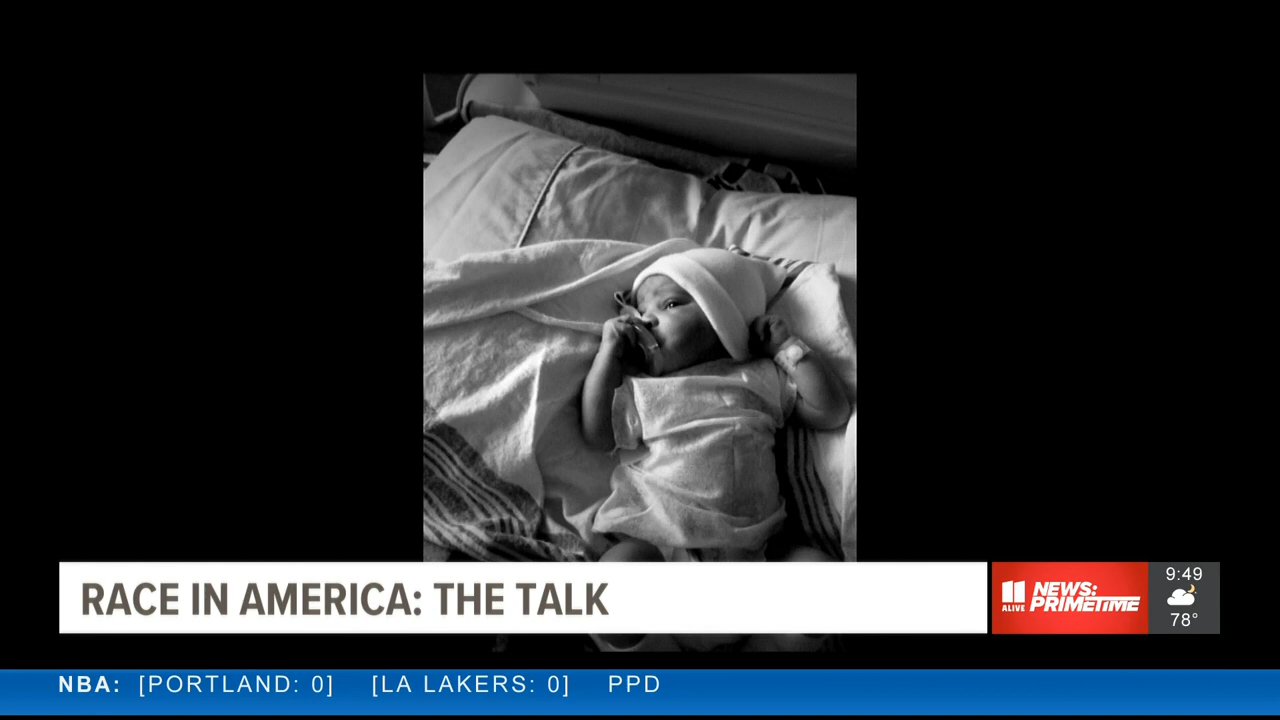 RACE IN AMERICA: THE TALK
11 ALIVE NEWS: PRIMETIME
9:49
78°
NBA: [PORTLAND: 0] [LA LAKERS: 0] PPD